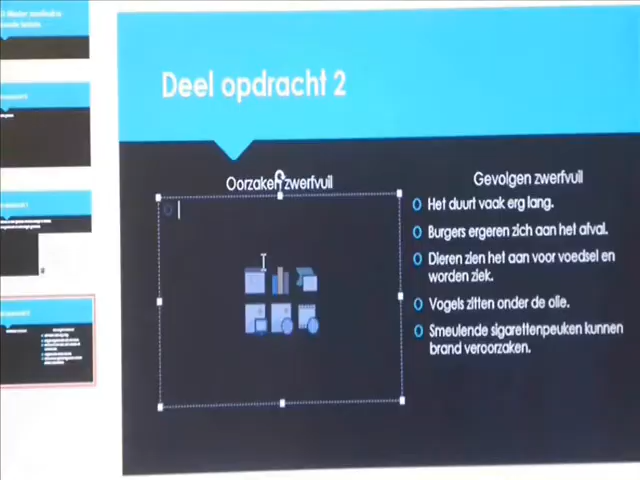 Deel opdracht 2
Oorzaken zwerfvuil
Gevolgen zwerfvuil
Het duurt vaak erg lang.
Burgers ergeren zich aan het afval.
Dieren zien het aan voor voedsel en
worden ziek.
Vogels zitten onder de olie.
Smeulende sigarettenpeuken kunnen
brand veroorzaken.